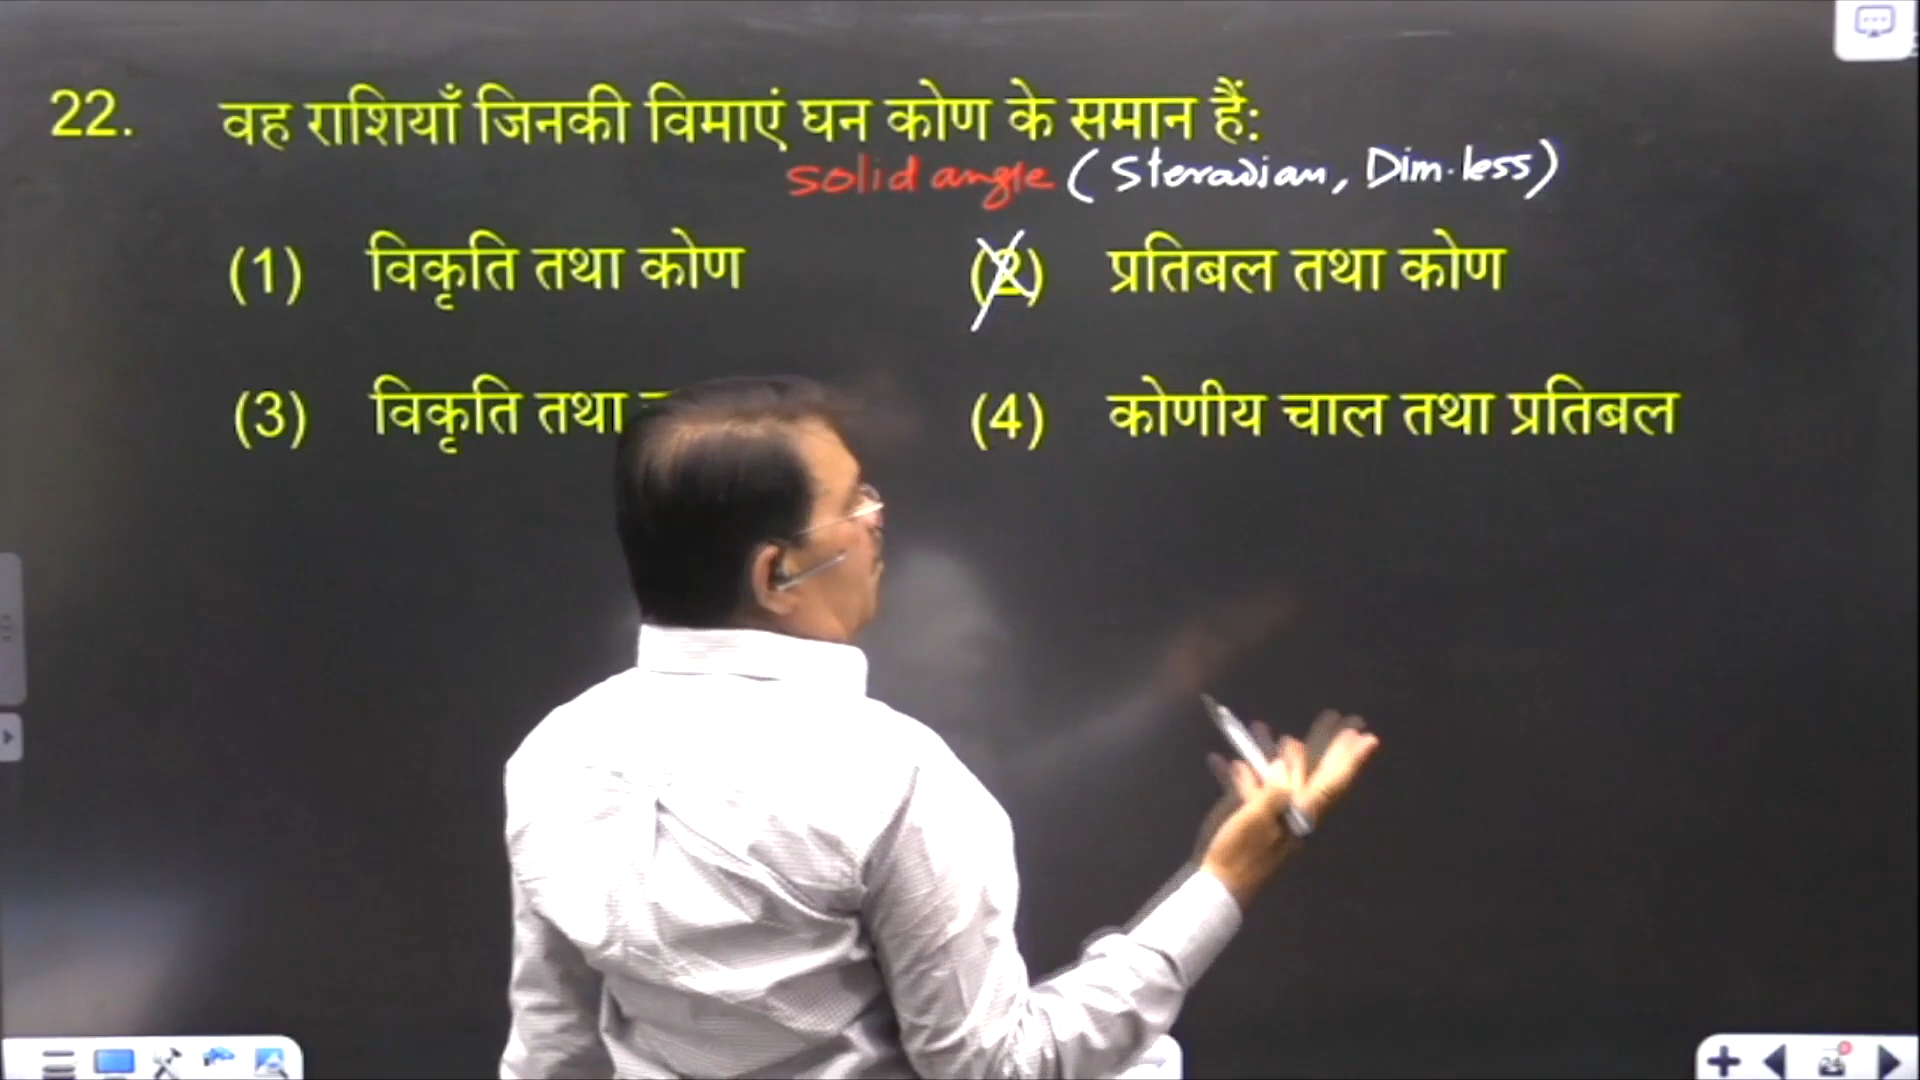 22. वह राशियाँ जिनकी विमाएं घन कोण के समान हैं:
solid angle (Steradian, Dim.less)
(1) विकृति तथा कोण (2) प्रतिबल तथा कोण
(3) विकृति तथा (4) कोणीय चाल तथा प्रतिबल
24